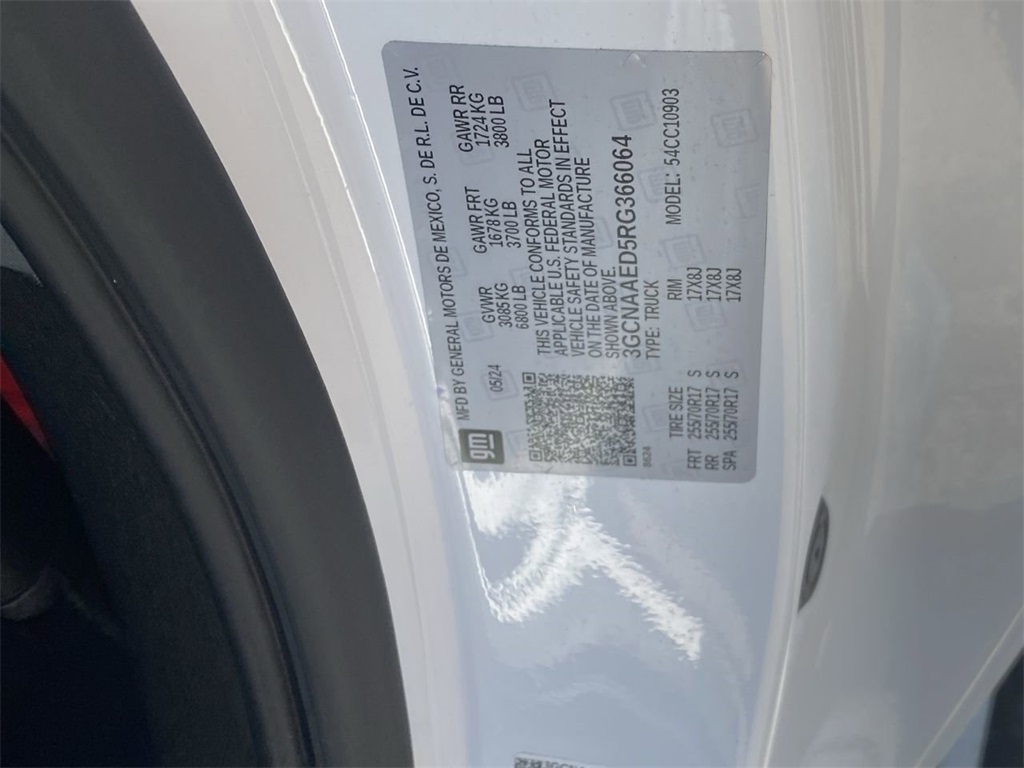 gm
MFD BY GENERAL MOTORS DE MEXICO, S. DE R.L. DE C.V.
05/24
GVWR GAWR FRT GAWR RR
3085KG 1678 KG 1724 KG
6800 LB 3700 LB 3800 LB
THIS VEHICLE CONFORMS TO ALL
APPLICABLE U.S. FEDERAL MOTOR
VEHICLE SAFETY STANDARDS IN EFFECT
ON THE DATE OF MANUFACTURE
SHOWN ABOVE.
3GCNAAED5RG366064
TYPE: TRUCK MODEL: 54CC10903
TIRE SIZE RIM
FRT 255/70R17 S 17X8J
RR 255/70R17 S 17X8J
SPA 255/70R17 S 17X8J